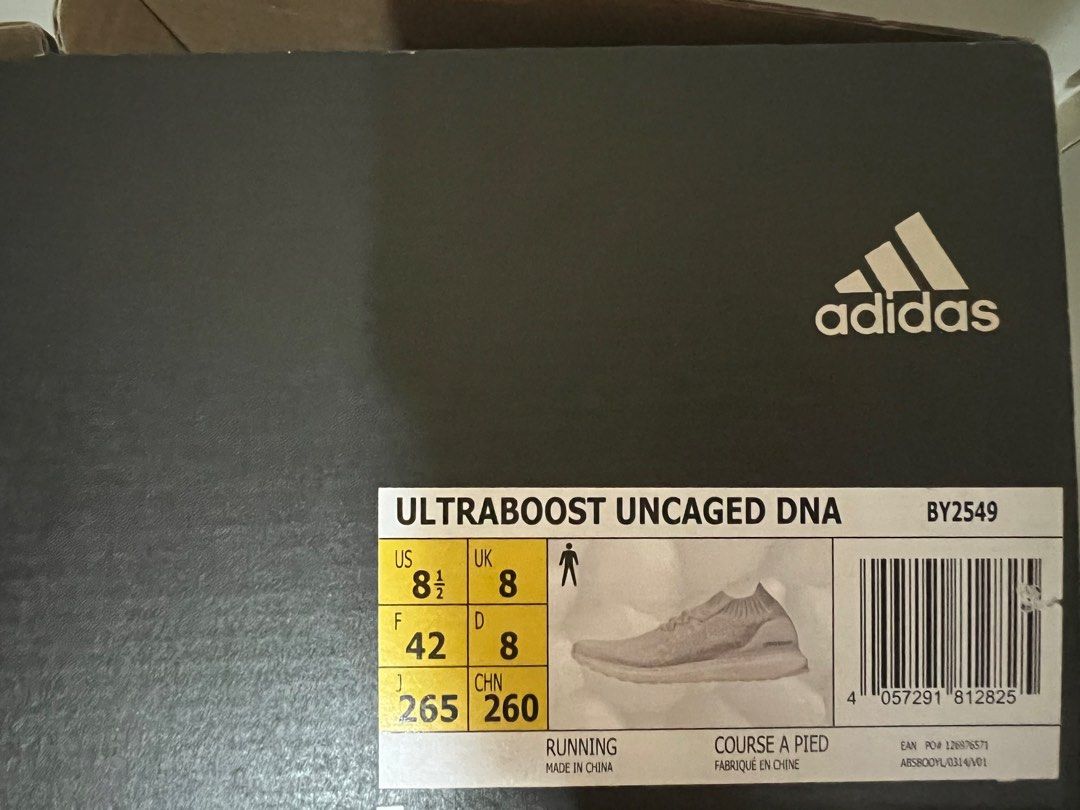 adidas
ULTRABOOST UNCAGED DNA BY2549
US 8½ UK 8
F 42 D 8
J 265 CHN 260
4 057291 812825
RUNNING COURSE A PIED EAN PO# 126976571
MADE IN CHINA FABRIQUÉ EN CHINE